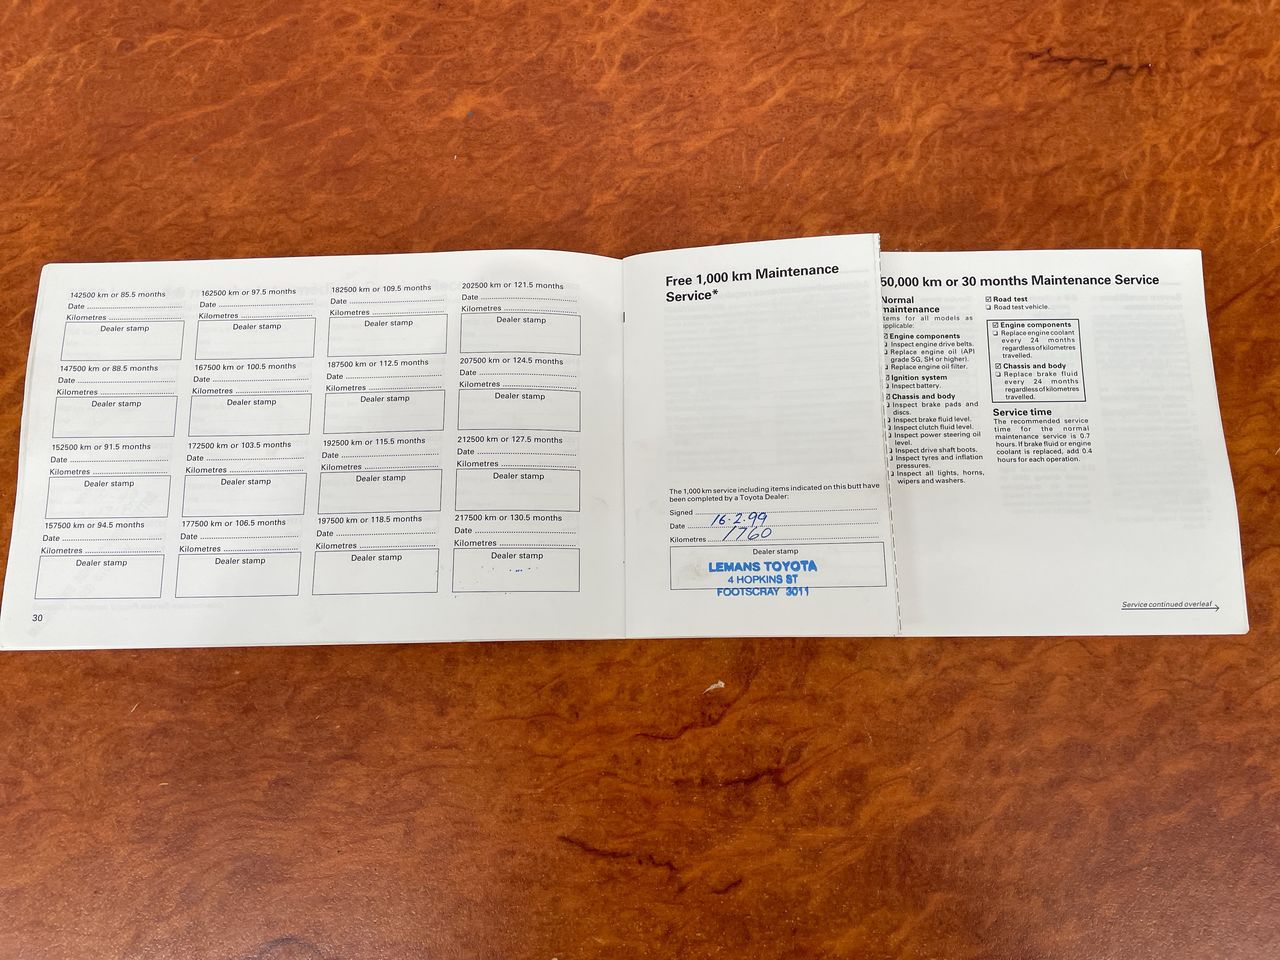 142500 km or 85.5 months
Date
Kilometres
Dealer stamp
147500 km or 88.5 months
Date
Kilometres
Dealer stamp
152500 km or 91.5 months
Date
Kilometres
Dealer stamp
157500 km or 94.5 months
Date
Kilometres
Dealer stamp
162500 km or 97.5 months
Date
Kilometres
Dealer stamp
167500 km or 100.5 months
Date
Kilometres
Dealer stamp
172500 km or 103.5 months
Date
Kilometres
Dealer stamp
177500 km or 106.5 months
Date
Kilometres
Dealer stamp
182500 km or 109.5 months
Date
Kilometres
Dealer stamp
187500 km or 112.5 months
Date
Kilometres
Dealer stamp
192500 km or 115.5 months
Date
Kilometres
Dealer stamp
197500 km or 118.5 months
Date
Kilometres
Dealer stamp
202500 km or 121.5 months
Date
Kilometres
Dealer stamp
207500 km or 124.5 months
Date
Kilometres
Dealer stamp
212500 km or 127.5 months
Date
Kilometres
Dealer stamp
217500 km or 130.5 months
Date
Kilometres
Dealer stamp
30
Free 1,000 km Maintenance
Service*
The 1,000 km service including items indicated on this butt have
been completed by a Toyota Dealer:
Signed
Date 16.2.99
Kilometres 1760
Dealer stamp
LEMANS TOYOTA
4 HOPKINS ST
FOOTSCRAY 3011
50,000 km or 30 months Maintenance Service
Normal
maintenance
items for all models as
applicable:
Engine components
Inspect engine drive belts.
Replace engine oil (API
grade SG, SH or higher).
Replace engine oil filter.
Ignition system
Inspect battery.
Chassis and body
Inspect brake pads and
discs.
Inspect brake fluid level.
Inspect clutch fluid level.
Inspect power steering oil
level.
Inspect drive shaft boots.
Inspect tyres and inflation
pressures.
Inspect all lights, horns,
wipers and washers.
Road test
Road test vehicle.
Engine components
Replace engine coolant
every 24 months
regardless of kilometres
travelled.
Chassis and body
Replace brake fluid
every 24 months
regardless of kilometres
travelled.
Service time
The recommended service
time for the normal
maintenance service is 0.7
hours. If brake fluid or engine
coolant is replaced, add 0.4
hours for each operation.
Service continued overleaf